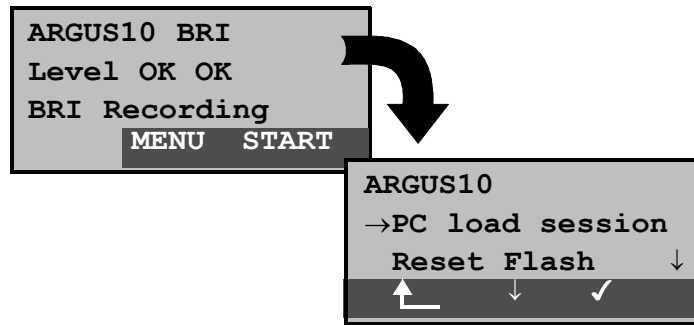 ARGUS10 BRI
Level OK OK
BRI Recording
MENU START
ARGUS10
→PC load session
Reset Flash ↓
↓ ✓